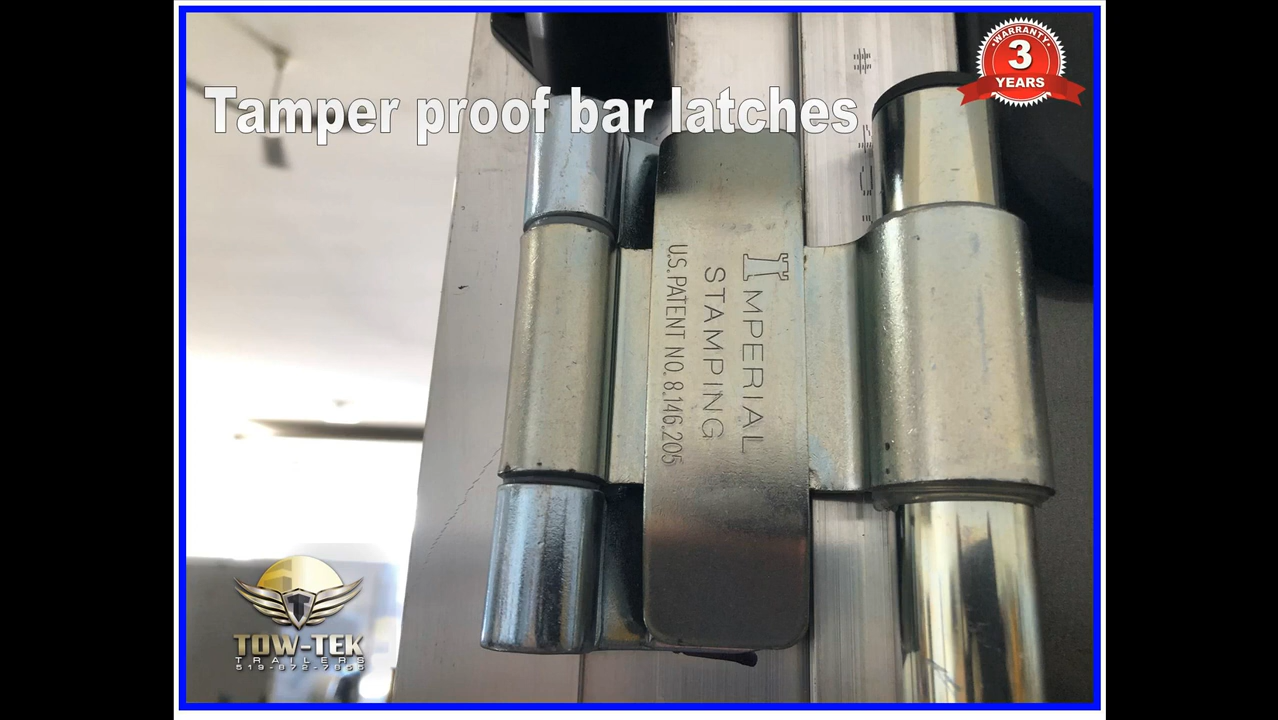 Tamper proof bar latches
WARRANTY
3
YEARS
IMPERIAL
STAMPING
U.S. PATENT NO. 8,146,205
TOW-TEK
TRAILERS